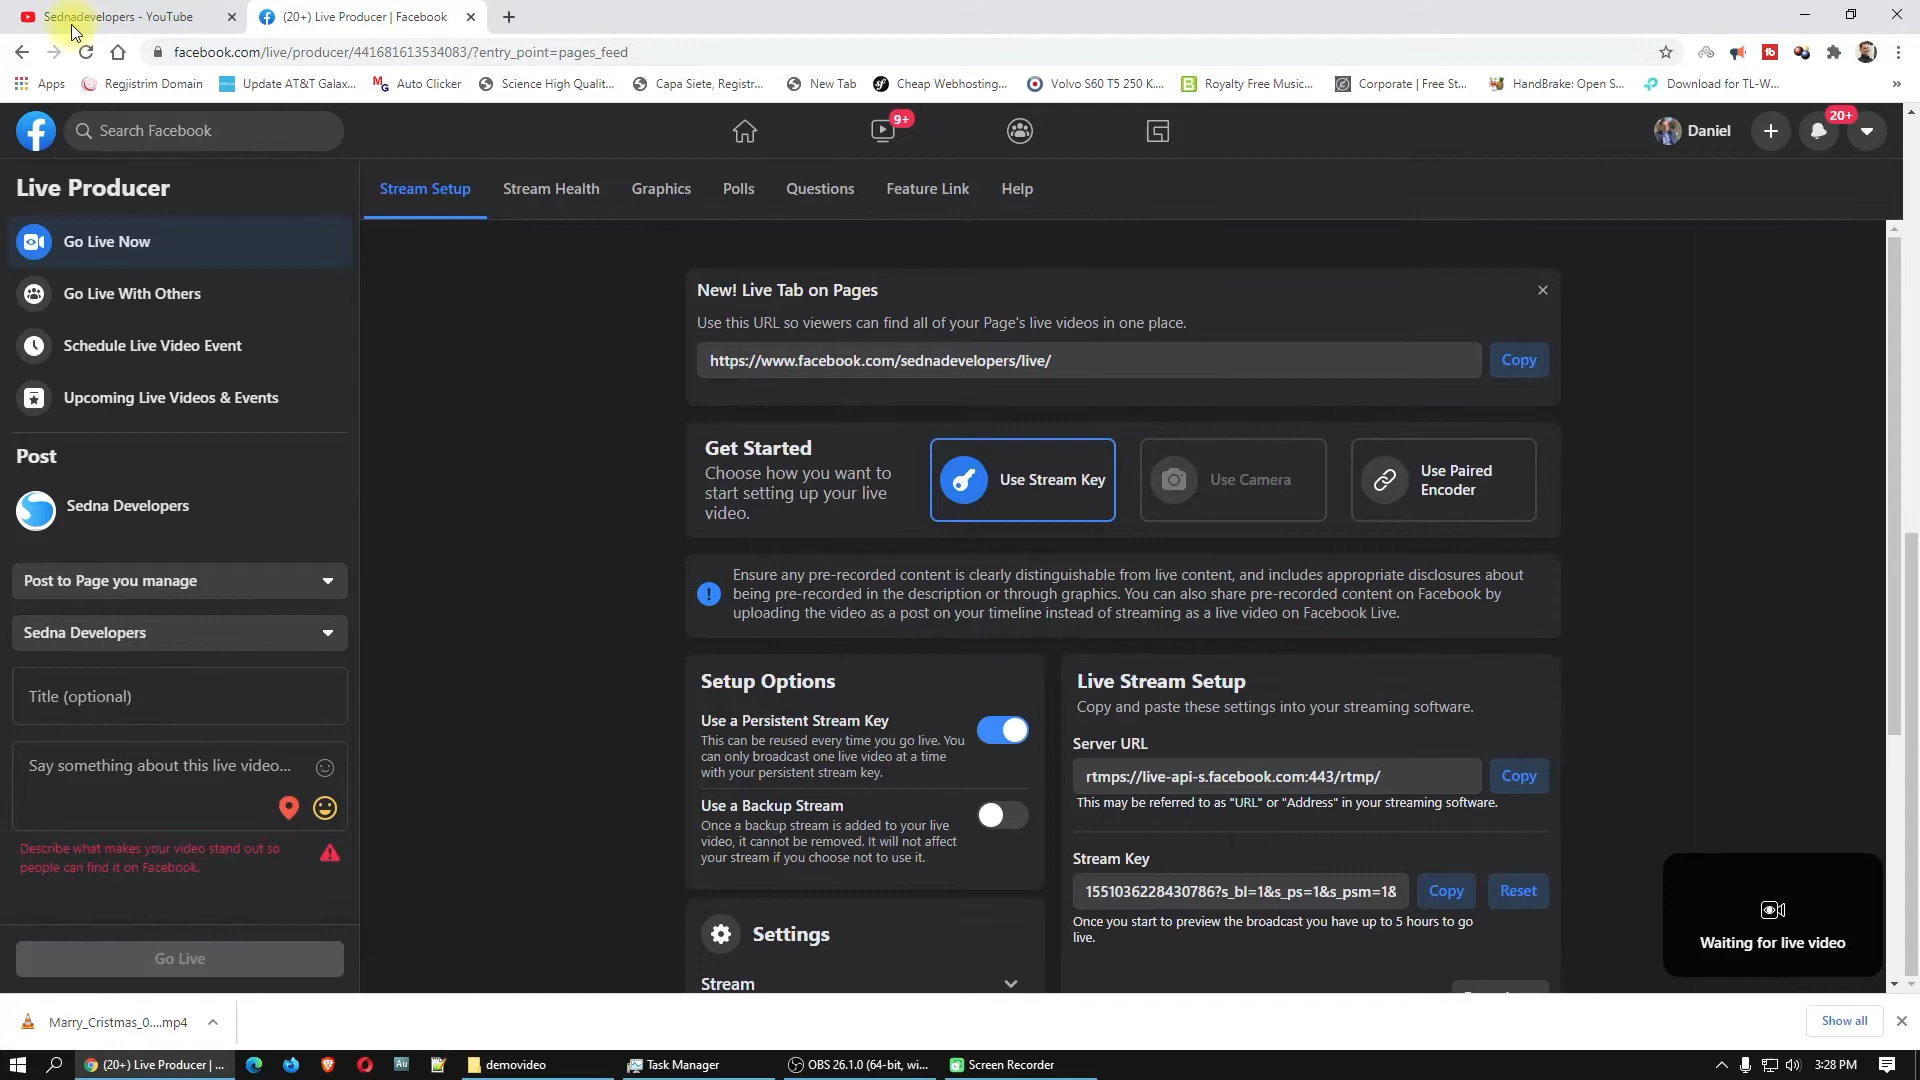 Sednadevelopers - YouTube
(20+) Live Producer | Facebook
facebook.com/live/producer/441681613534083/?entry_point=pages_feed
Apps
Regjistrim Domain
Update AT&T Galax...
Auto Clicker
Science High Qualit...
Capa Siete, Registr...
New Tab
Cheap Webhosting...
Volvo S60 T5 250 K....
Royalty Free Music...
Corporate | Free St...
HandBrake: Open S...
Download for TL-W...
Search Facebook
9+
Daniel
20+
Live Producer
Go Live Now
Go Live With Others
Schedule Live Video Event
Upcoming Live Videos & Events
Post
Sedna Developers
Post to Page you manage
Sedna Developers
Title (optional)
Say something about this live video...
Describe what makes your video stand out so
people can find it on Facebook.
Go Live
Stream Setup
Stream Health
Graphics
Polls
Questions
Feature Link
Help
New! Live Tab on Pages
Use this URL so viewers can find all of your Page's live videos in one place.
https://www.facebook.com/sednadevelopers/live/
Copy
Get Started
Choose how you want to
start setting up your live
video.
Use Stream Key
Use Camera
Use Paired
Encoder
Ensure any pre-recorded content is clearly distinguishable from live content, and includes appropriate disclosures about
being pre-recorded in the description or through graphics. You can also share pre-recorded content on Facebook by
uploading the video as a post on your timeline instead of streaming as a live video on Facebook Live.
Setup Options
Use a Persistent Stream Key
This can be reused every time you go live. You
can only broadcast one live video at a time
with your persistent stream key.
Use a Backup Stream
Once a backup stream is added to your live
video, it cannot be removed. It will not affect
your stream if you choose not to use it.
Settings
Stream
Live Stream Setup
Copy and paste these settings into your streaming software.
Server URL
rtmps://live-api-s.facebook.com:443/rtmp/
Copy
This may be referred to as "URL" or "Address" in your streaming software.
Stream Key
1551036228430786?s_bl=1&s_ps=1&s_psm=1&
Copy
Reset
Once you start to preview the broadcast you have up to 5 hours to go
live.
Waiting for live video
Marry_Cristmas_0....mp4
Show all
(20+) Live Producer | ...
Au
demovideo
Task Manager
OBS 26.1.0 (64-bit, wi...
Screen Recorder
3:28 PM